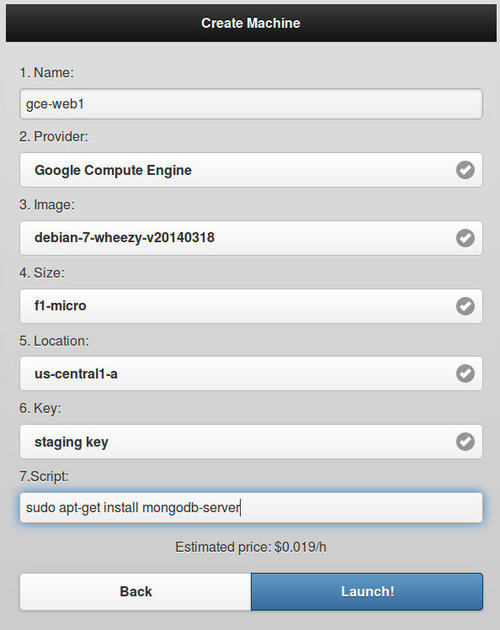 Create Machine
1. Name:
gce-web1
2. Provider:
Google Compute Engine
3. Image:
debian-7-wheezy-v20140318
4. Size:
f1-micro
5. Location:
us-central1-a
6. Key:
staging key
7.Script:
sudo apt-get install mongodb-server
Estimated price: $0.019/h
Back Launch!